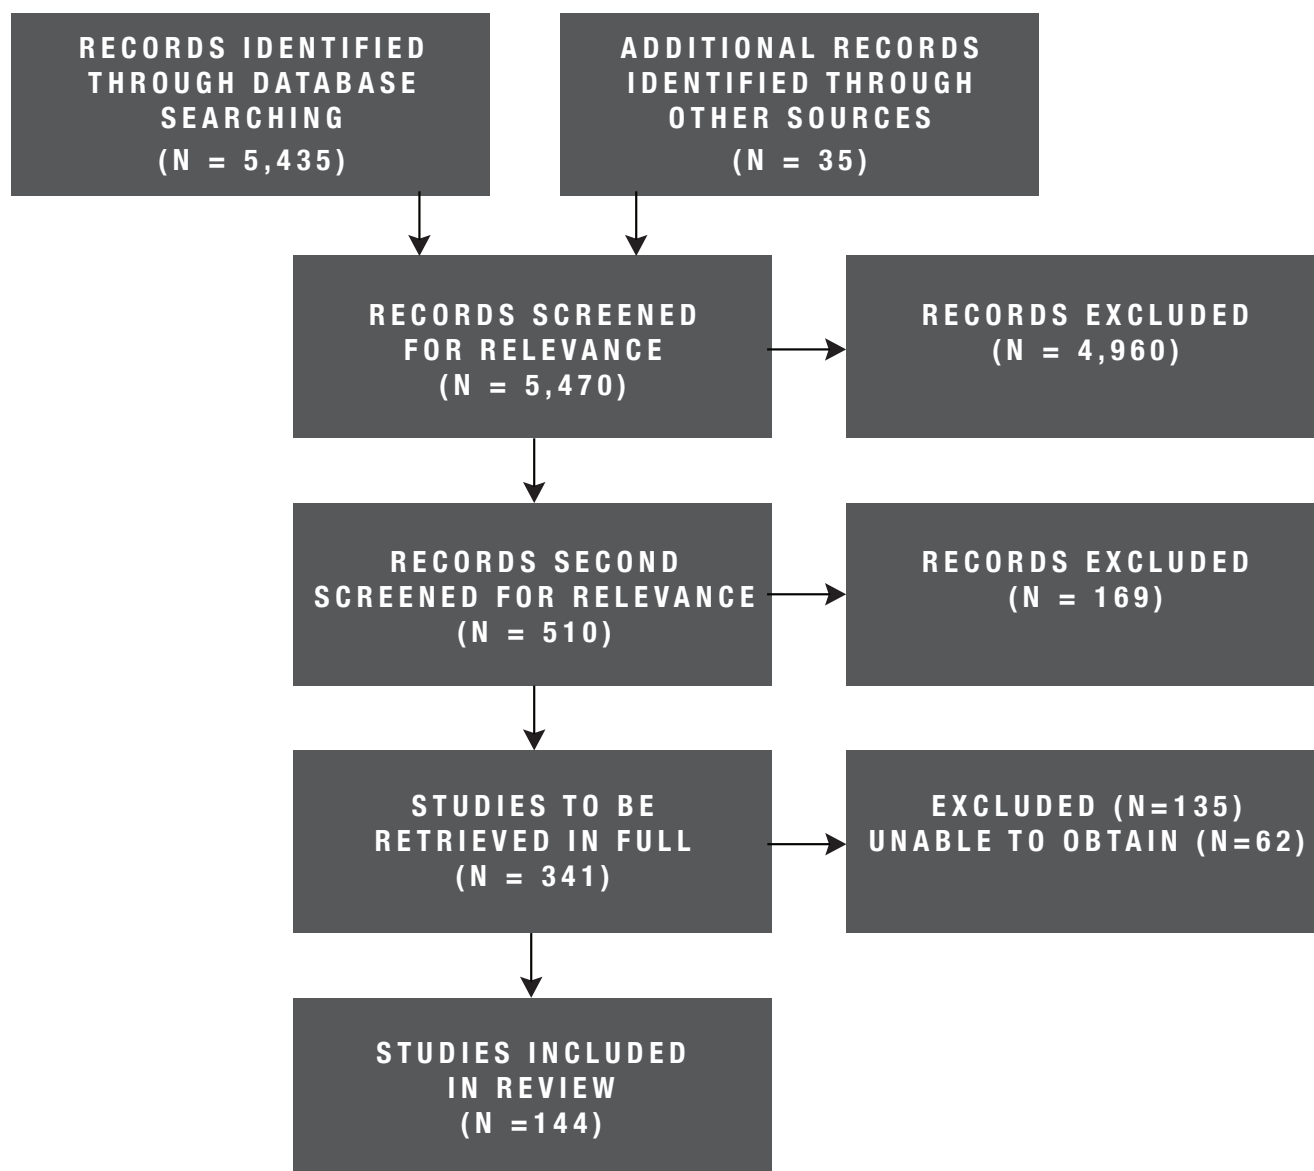 RECORDS IDENTIFIED
THROUGH DATABASE
SEARCHING
(N = 5,435)
ADDITIONAL RECORDS
IDENTIFIED THROUGH
OTHER SOURCES
(N = 35)
RECORDS SCREENED
FOR RELEVANCE
(N = 5,470)
RECORDS EXCLUDED
(N = 4,960)
RECORDS SECOND
SCREENED FOR RELEVANCE
(N = 510)
RECORDS EXCLUDED
(N = 169)
STUDIES TO BE
RETRIEVED IN FULL
(N = 341)
EXCLUDED (N=135)
UNABLE TO OBTAIN (N=62)
STUDIES INCLUDED
IN REVIEW
(N =144)